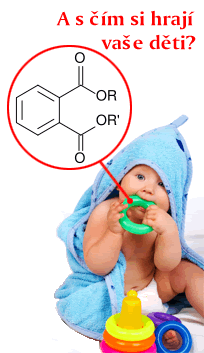 A s čím si hrají
vaše děti?
O
OR
OR'
O